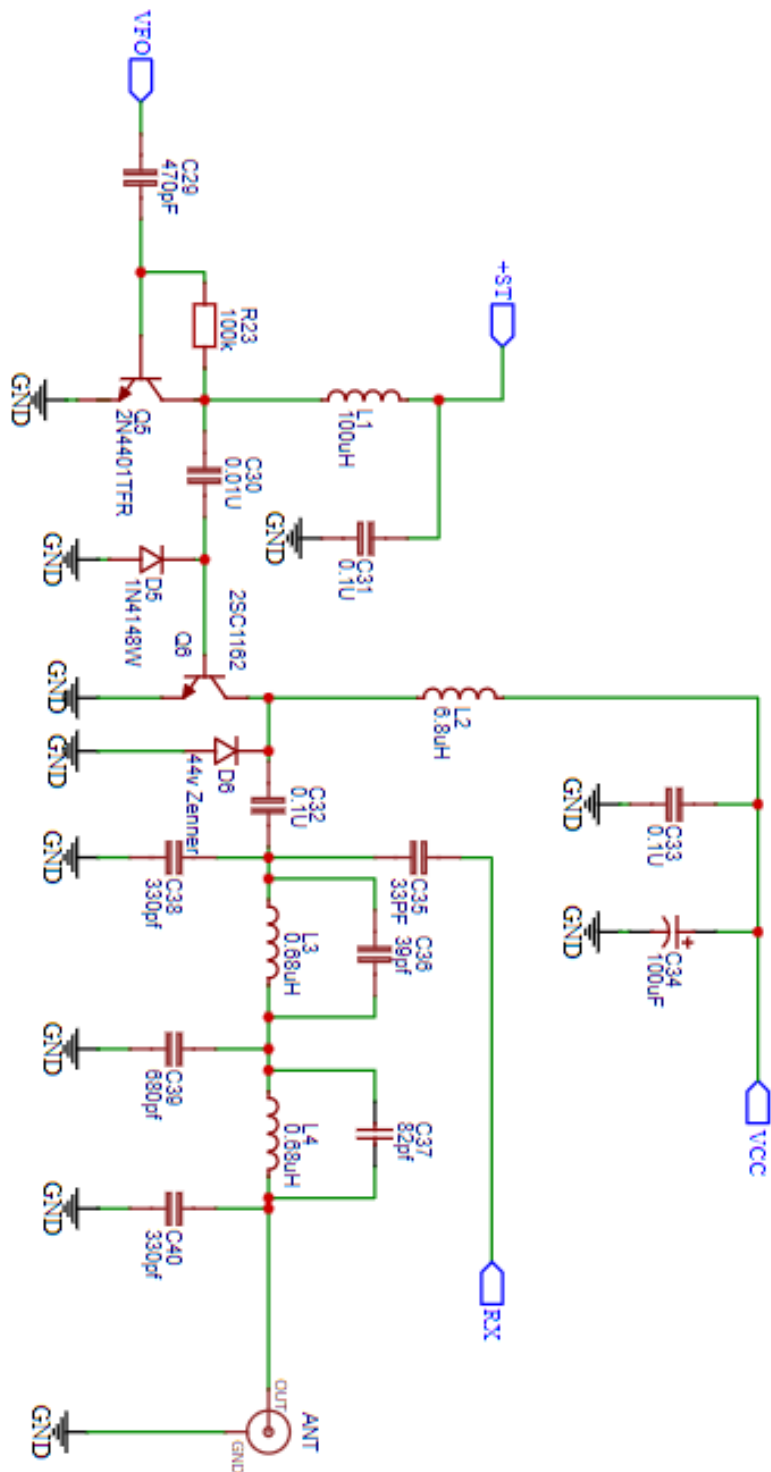 VFO
C29
470pF
R23
100k
Q5
2N4401TFR
GND
+ST
L1
100uH
C30
0.01U
C31
0.1U
GND
D5
1N4148W
GND
2SC1162
Q6
GND
L2
6.8uH
D6
44v Zenner
GND
C32
0.1U
C33
0.1U
GND
C34
100uF
+
GND
VCC
C35
33PF
C38
330pf
GND
C36
39pf
L3
0.68uH
C39
680pf
GND
C37
82pf
L4
0.68uH
C40
330pf
GND
RX
ANT
OUT
GND
GND